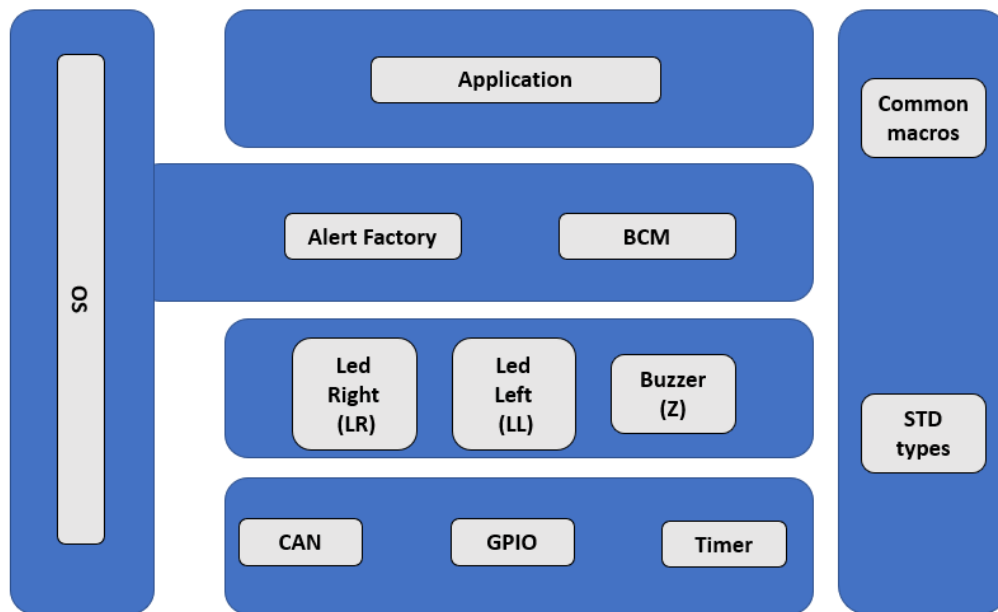 SO
Application
Common
macros
Alert Factory
BCM
Led
Right
(LR)
Led
Left
(LL)
Buzzer
(Z)
STD
types
CAN
GPIO
Timer